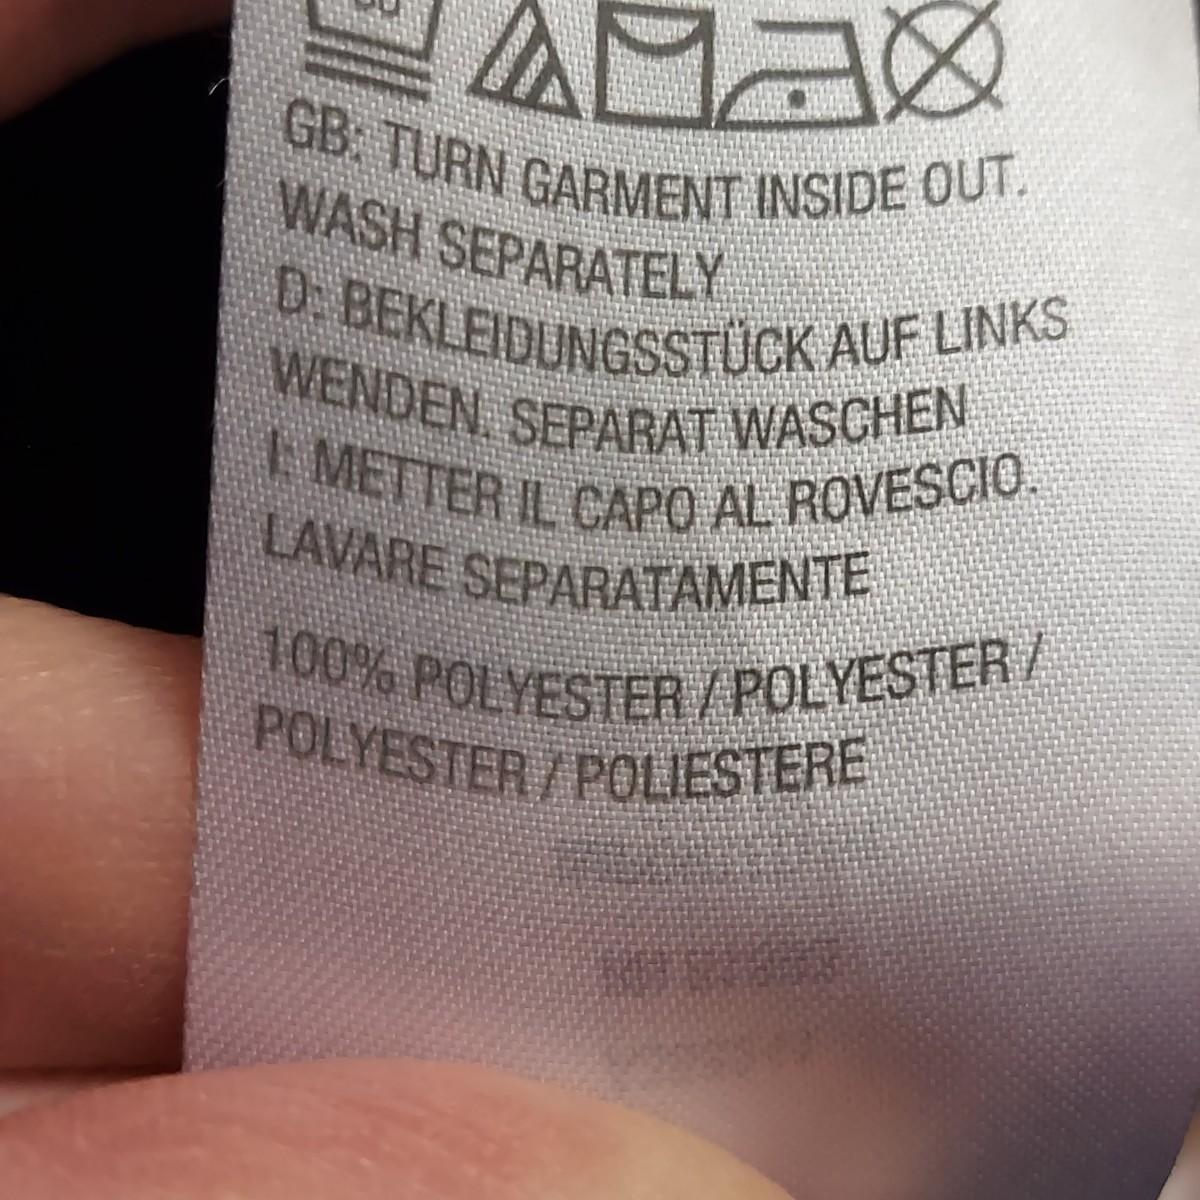 GB: TURN GARMENT INSIDE OUT.
WASH SEPARATELY
D: BEKLEIDUNGSSTÜCK AUF LINKS
WENDEN. SEPARAT WASCHEN
I: METTER IL CAPO AL ROVESCIO.
LAVARE SEPARATAMENTE
100% POLYESTER / POLYESTER /
POLYESTER / POLIESTERE